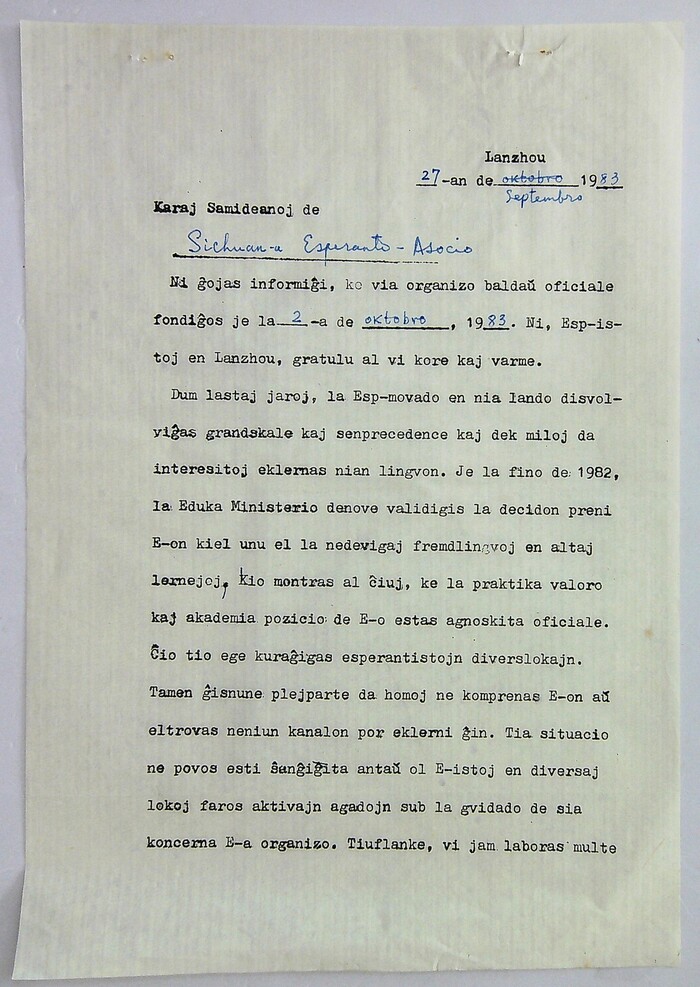 Lanzhou
27-an de oktobro 1983
Septembro
Karaj Samideanoj de
Sichuan-a Esperanto-Asocio
Ni ĝojas informiĝi, ke via organizo baldaŭ oficiale
fondiĝos je la 2-a de oktobro, 1983. Ni, Esp-is-
toj en Lanzhou, gratulu al vi kore kaj varme.
Dum lastaj jaroj, la Esp-movado en nia lando disvol-
viĝas grandskale kaj senprecedence kaj dek miloj da
interesitoj eklernas nian lingvon. Je la fino de 1982,
la Eduka Ministerio denove validigis la decidon preni
E-on kiel unu el la nedevigaj fremdlingvoj en altaj
lernejoj, kio montras al ĉiuj, ke la praktika valoro
kaj akademia pozicio de E-o estas agnoskita oficiale.
Ĉio tio ege kuraĝigas esperantistojn diverslokajn.
Tamen ĝisnune plejparte da homoj ne komprenas E-on aŭ
eltrovas neniun kanalon por eklerni ĝin. Tia situacio
ne povos esti ŝanĝiĝita antaŭ ol E-istoj en diversaj
lokoj faros aktivajn agadojn sub la gvidado de sia
koncerna E-a organizo. Tiuflanke, vi jam laboras multe